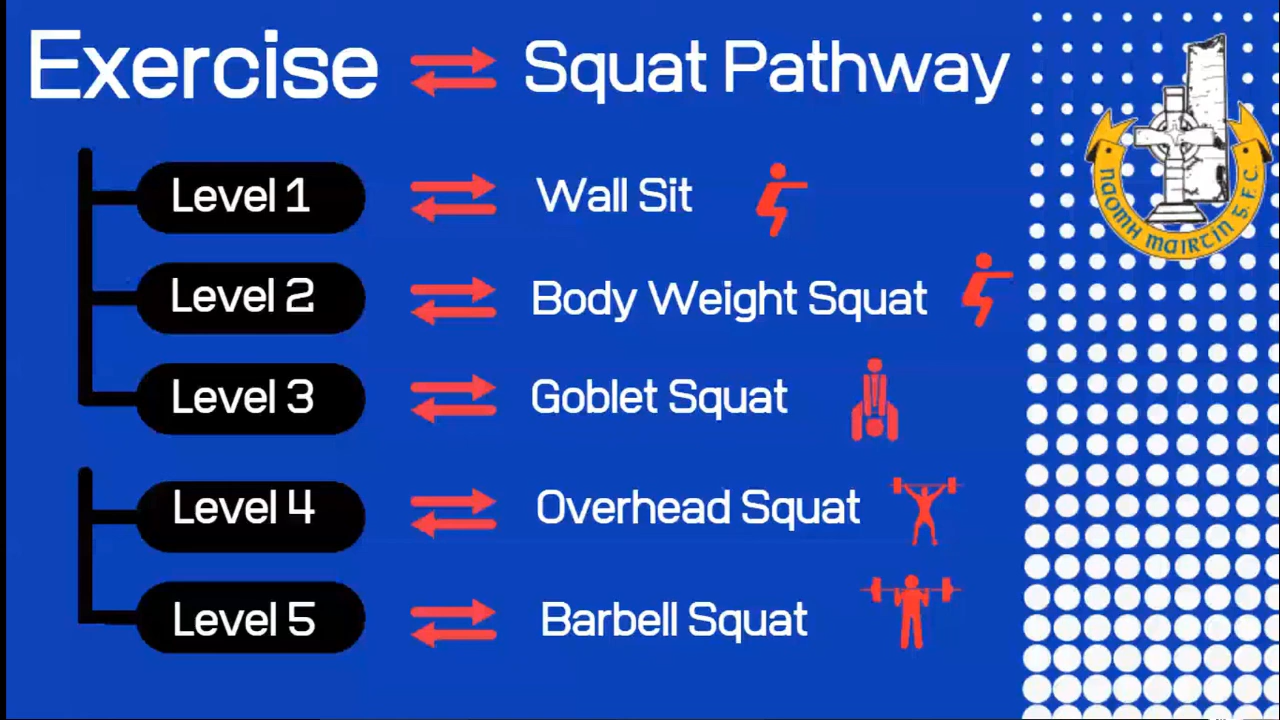 Exercise Squat Pathway
Level 1 Wall Sit
Level 2 Body Weight Squat
Level 3 Goblet Squat
Level 4 Overhead Squat
Level 5 Barbell Squat
NAOMH MAIRTIN G.F.C.